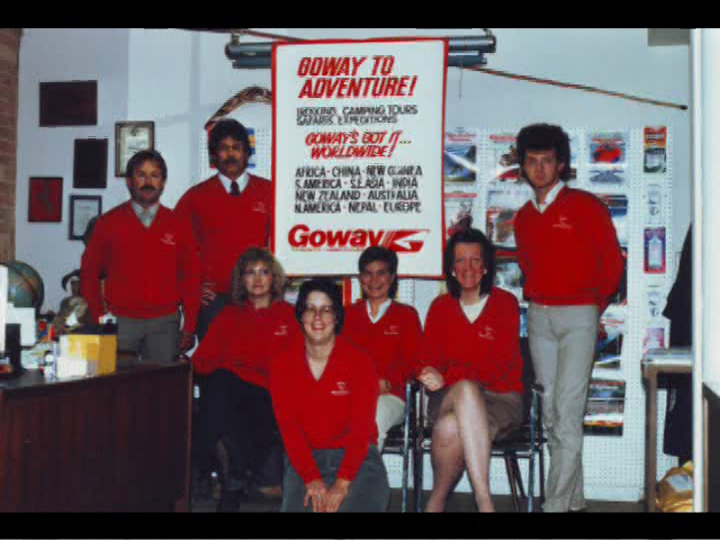 GOWAY TO
ADVENTURE!
TREKKING, CAMPING TOURS
SAFARIS, EXPEDITIONS
GOWAY'S GOT IT...
WORLDWIDE!
AFRICA · CHINA · NEW GUINEA
S.AMERICA · S.E.ASIA · INDIA
NEW ZEALAND · AUSTRALIA
N.AMERICA · NEPAL · EUROPE
Goway